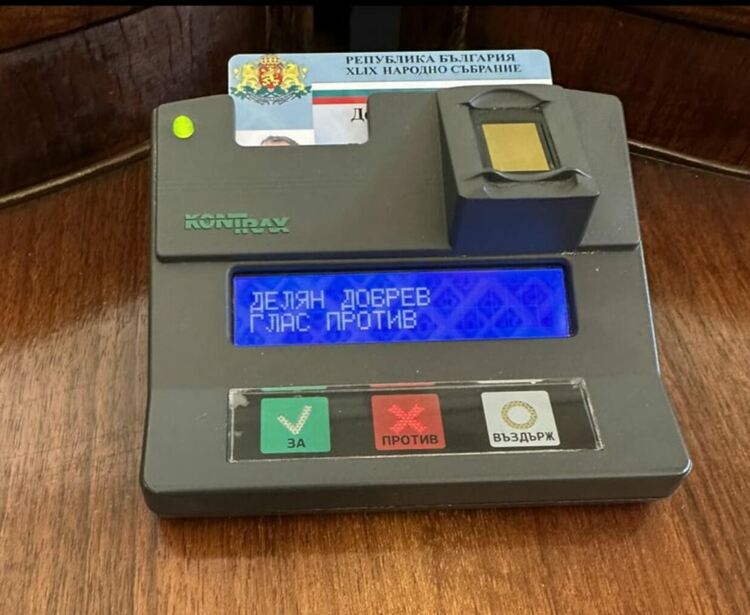 РЕПУБЛИКА БЪЛГАРИЯ
XLIX НАРОДНО СЪБРАНИЕ
KONTRAX
ДЕЛЯН ДОБРЕВ
ГЛАС ПРОТИВ
ЗА
ПРОТИВ
ВЪЗДЪРЖ